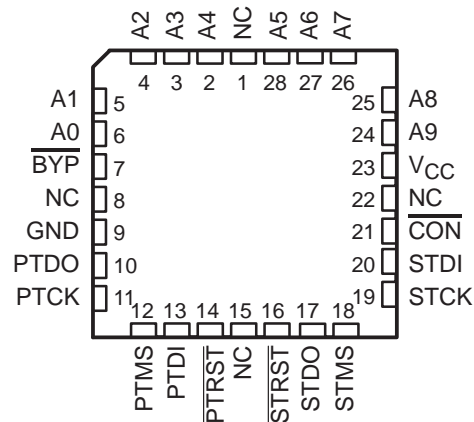 A2 A3 A4 NC A5 A6 A7
4 3 2 1 28 27 26
A1 5 25 A8
A0 6 24 A9
BYP 7 23 VCC
NC 8 22 NC
GND 9 21 CON
PTDO 10 20 STDI
PTCK 11 19 STCK
12 13 14 15 16 17 18
PTMS PTDI PTRST NC STRST STDO STMS